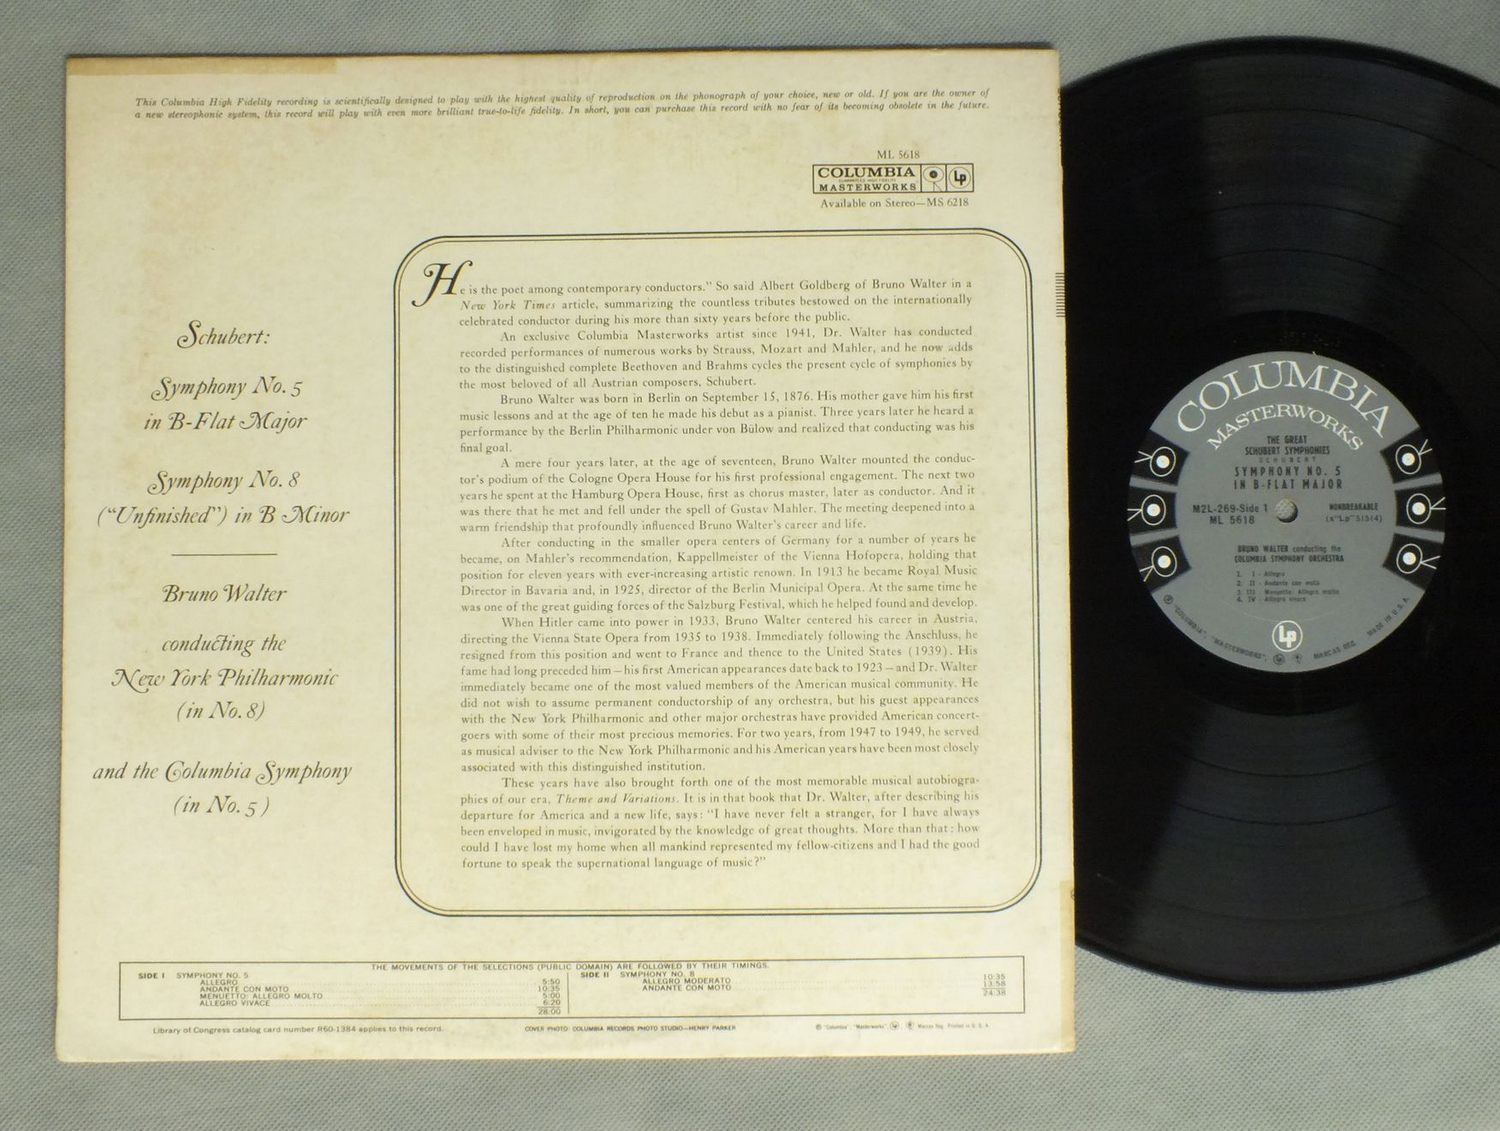 This Columbia High Fidelity recording is scientifically designed to play with the highest quality of reproduction on the phonograph of your choice, new or old. If you are the owner of
a new stereophonic system, this record will play with even more brilliant true-to-life fidelity. In short, you can purchase this record with no fear of its becoming obsolete in the future.
ML 5618
COLUMBIA
MASTERWORKS
Lp
Available on Stereo—MS 6218
Schubert:
Symphony No. 5
in B-Flat Major
Symphony No. 8
("Unfinished") in B Minor
Bruno Walter
conducting the
New York Philharmonic
(in No. 8)
and the Columbia Symphony
(in No. 5)
He is the poet among contemporary conductors." So said Albert Goldberg of Bruno Walter in a
New York Times article, summarizing the countless tributes bestowed on the internationally
celebrated conductor during his more than sixty years before the public.
An exclusive Columbia Masterworks artist since 1941, Dr. Walter has conducted
recorded performances of numerous works by Strauss, Mozart and Mahler, and he now adds
to the distinguished complete Beethoven and Brahms cycles the present cycle of symphonies by
the most beloved of all Austrian composers, Schubert.
Bruno Walter was born in Berlin on September 15, 1876. His mother gave him his first
music lessons and at the age of ten he made his debut as a pianist. Three years later he heard a
performance by the Berlin Philharmonic under von Bülow and realized that conducting was his
final goal.
A mere four years later, at the age of seventeen, Bruno Walter mounted the conduc-
tor's podium of the Cologne Opera House for his first professional engagement. The next two
years he spent at the Hamburg Opera House, first as chorus master, later as conductor. And it
was there that he met and fell under the spell of Gustav Mahler. The meeting deepened into a
warm friendship that profoundly influenced Bruno Walter's career and life.
After conducting in the smaller opera centers of Germany for a number of years he
became, on Mahler's recommendation, Kappellmeister of the Vienna Hofopera, holding that
position for eleven years with ever-increasing artistic renown. In 1913 he became Royal Music
Director in Bavaria and, in 1925, director of the Berlin Municipal Opera. At the same time he
was one of the great guiding forces of the Salzburg Festival, which he helped found and develop.
When Hitler came into power in 1933, Bruno Walter centered his career in Austria,
directing the Vienna State Opera from 1935 to 1938. Immediately following the Anschluss, he
resigned from this position and went to France and thence to the United States (1939). His
fame had long preceded him—his first American appearances date back to 1923—and Dr. Walter
immediately became one of the most valued members of the American musical community. He
did not wish to assume permanent conductorship of any orchestra, but his guest appearances
with the New York Philharmonic and other major orchestras have provided American concert-
goers with some of their most precious memories. For two years, from 1947 to 1949, he served
as musical adviser to the New York Philharmonic and his American years have been most closely
associated with this distinguished institution.
These years have also brought forth one of the most memorable musical autobiogra-
phies of our era, Theme and Variations. It is in that book that Dr. Walter, after describing his
departure for America and a new life, says: "I have never felt a stranger, for I have always
been enveloped in music, invigorated by the knowledge of great thoughts. More than that: how
could I have lost my home when all mankind represented my fellow-citizens and I had the good
fortune to speak the supernational language of music?"
THE MOVEMENTS OF THE SELECTIONS (PUBLIC DOMAIN) ARE FOLLOWED BY THEIR TIMINGS.
SIDE I SYMPHONY NO. 5
ALLEGRO 5:50
ANDANTE CON MOTO 10:35
MENUETTO: ALLEGRO MOLTO 5:00
ALLEGRO VIVACE 6:20
28:00
SIDE II SYMPHONY NO. 8
ALLEGRO MODERATO 10:35
ANDANTE CON MOTO 13:58
24:38
Library of Congress catalog card number R60-1384 applies to this record.
COVER PHOTO: COLUMBIA RECORDS PHOTO STUDIO—HENRY PARKER
® "Columbia", "Masterworks", Marcas Reg. Printed in U. S. A.
COLUMBIA
MASTERWORKS
THE GREAT
SCHUBERT SYMPHONIES
SCHUBERT
SYMPHONY NO. 5
IN B-FLAT MAJOR
M2L-269-Side 1
ML 5618
NONBREAKABLE
(x"Lp"51514)
BRUNO WALTER conducting the
COLUMBIA SYMPHONY ORCHESTRA
1. I - Allegro
2. II - Andante con moto
3. III - Menuetto: Allegro molto
4. IV - Allegro vivace
Lp
® "COLUMBIA", "MASTERWORKS", MARCAS REG. MADE IN U.S.A.